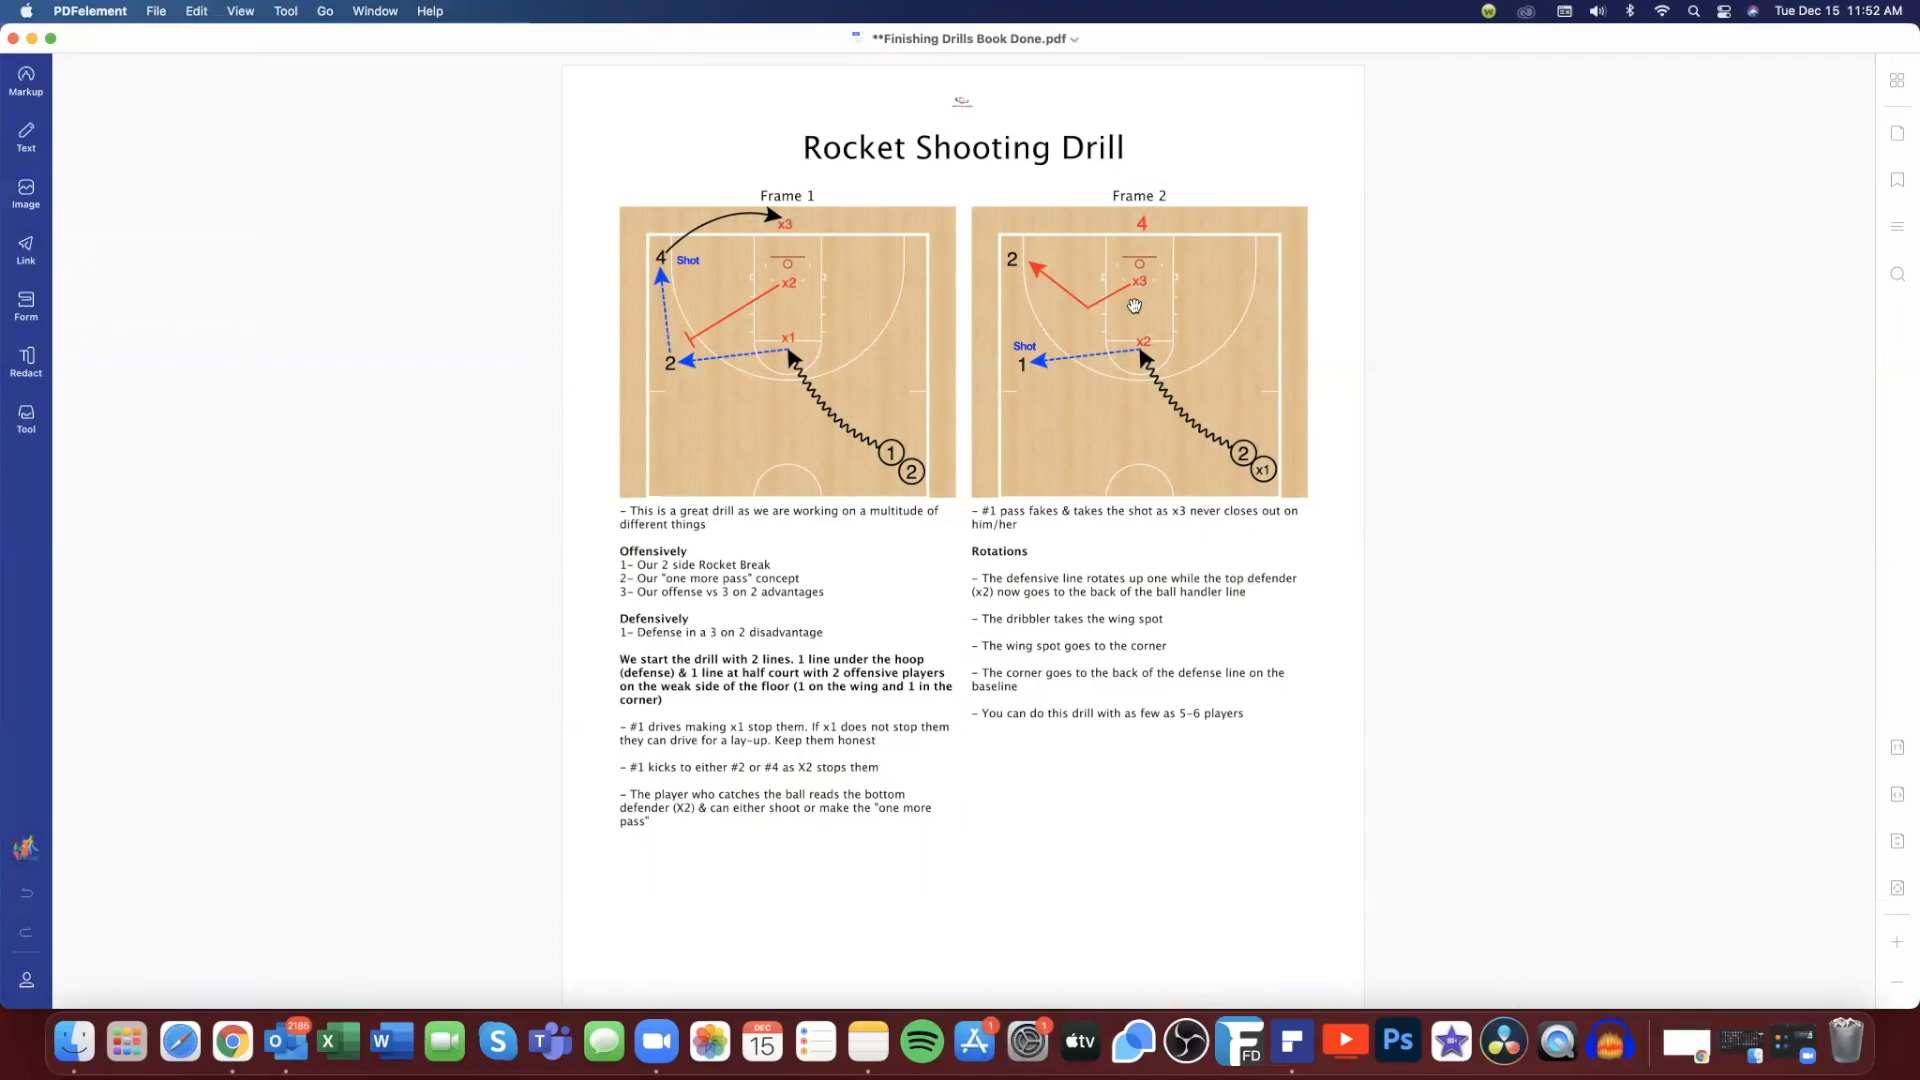 PDFelement File Edit View Tool Go Window Help
Tue Dec 15 11:52 AM
**Finishing Drills Book Done.pdf
Markup
Text
Image
Link
Form
Redact
Tool
Rocket Shooting Drill
Frame 1
x3
4 Shot
x2
x1
2
1
2
Frame 2
4
2
x3
Shot
x2
1
2
x1
- This is a great drill as we are working on a multitude of
different things
Offensively
1- Our 2 side Rocket Break
2- Our "one more pass" concept
3- Our offense vs 3 on 2 advantages
Defensively
1- Defense in a 3 on 2 disadvantage
We start the drill with 2 lines. 1 line under the hoop
(defense) & 1 line at half court with 2 offensive players
on the weak side of the floor (1 on the wing and 1 in the
corner)
- #1 drives making x1 stop them. If x1 does not stop them
they can drive for a lay-up. Keep them honest
- #1 kicks to either #2 or #4 as X2 stops them
- The player who catches the ball reads the bottom
defender (X2) & can either shoot or make the "one more
pass"
- #1 pass fakes & takes the shot as x3 never closes out on
him/her
Rotations
- The defensive line rotates up one while the top defender
(x2) now goes to the back of the ball handler line
- The dribbler takes the wing spot
- The wing spot goes to the corner
- The corner goes to the back of the defense line on the
baseline
- You can do this drill with as few as 5-6 players
2185
DEC
15
1
1
tv
FD
Ps